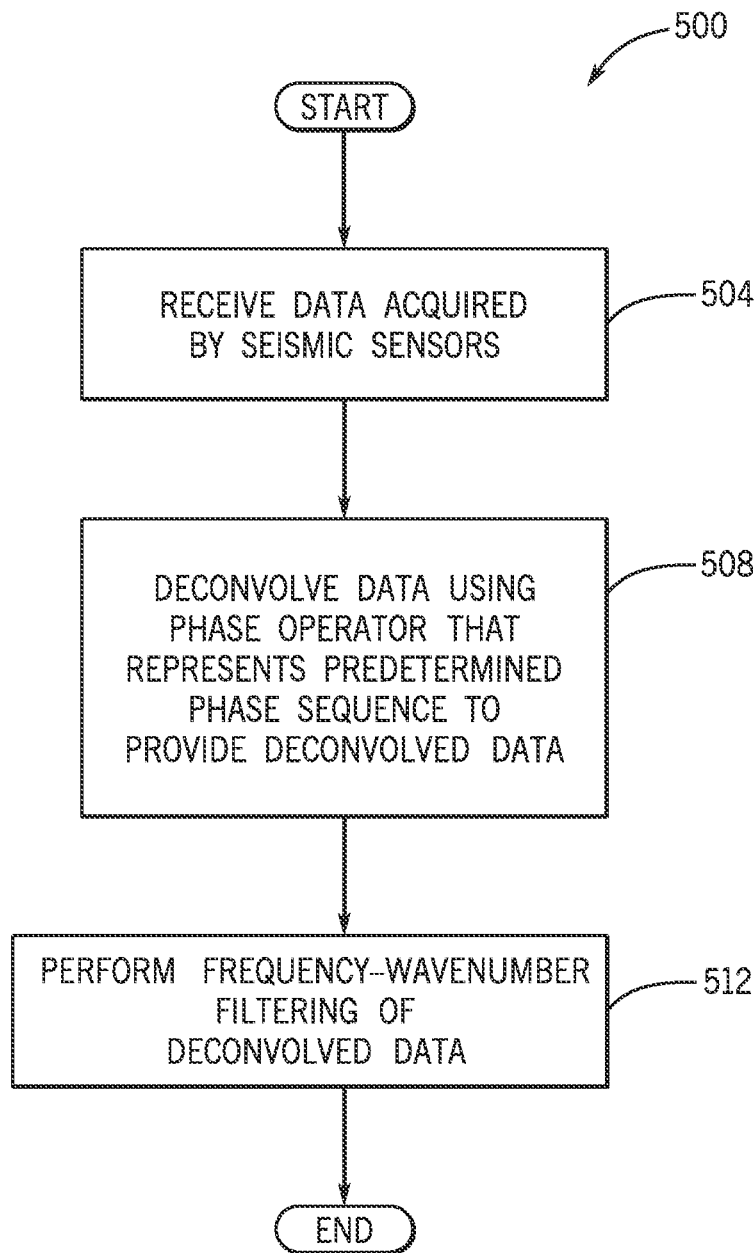 500
START
RECEIVE DATA ACQUIRED
BY SEISMIC SENSORS
504
DECONVOLVE DATA USING
PHASE OPERATOR THAT
REPRESENTS PREDETERMINED
PHASE SEQUENCE TO
PROVIDE DECONVOLVED DATA
508
PERFORM FREQUENCY-WAVENUMBER
FILTERING OF
DECONVOLVED DATA
512
END